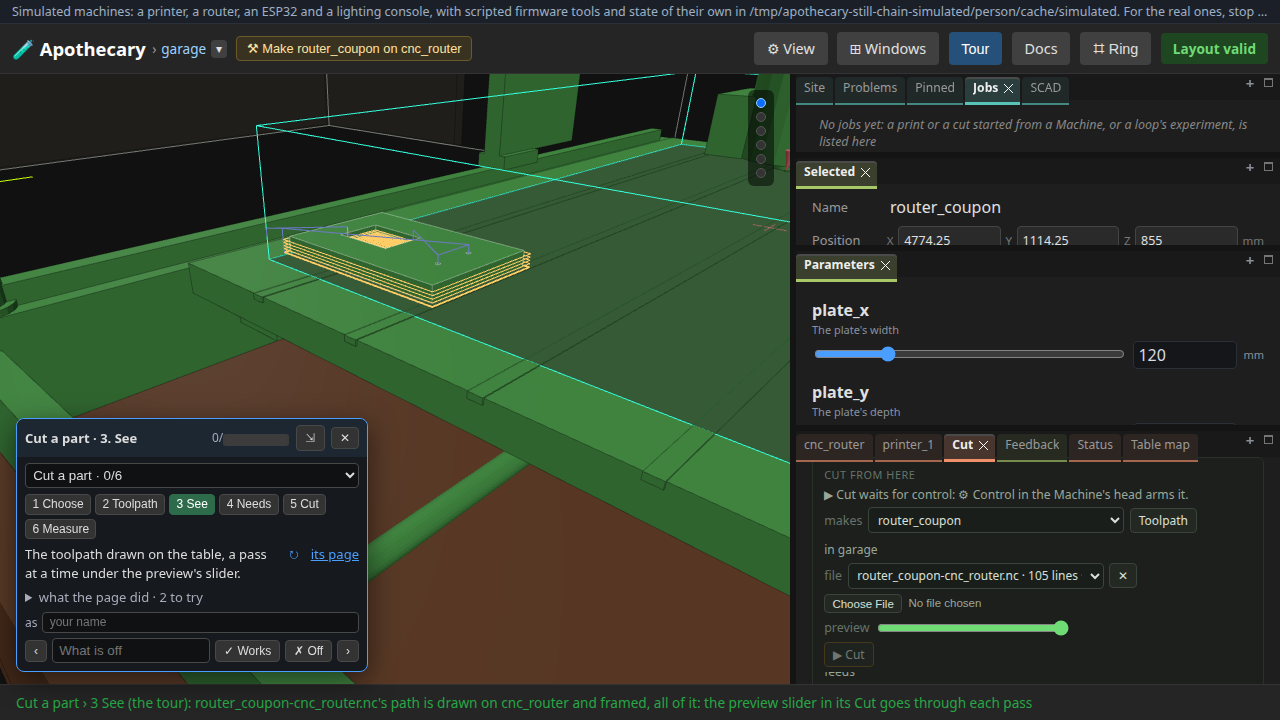 Simulated machines: a printer, a router, an ESP32 and a lighting console, with scripted firmware tools and state of their own in /tmp/apothecary-still-chain-simulated/person/cache/simulated. For the real ones, stop ...
Apothecary › garage ▾ ⚒ Make router_coupon on cnc_router ⚙ View ⊞ Windows Tour Docs ⌗ Ring Layout valid
Site Problems Pinned Jobs
SCAD
No jobs yet: a print or a cut started from a Machine, or a loop's experiment, is
listed here
Selected
Name router_coupon
Position X 4774.25 Y 1114.25 Z 855 mm
Parameters
plate_x
The plate's width
120 mm
plate_y
The plate's depth
cnc_router printer_1 Cut Feedback Status Table map
CUT FROM HERE
▶ Cut waits for control: ⚙ Control in the Machine's head arms it.
makes router_coupon Toolpath
in garage
file router_coupon-cnc_router.nc · 105 lines ✕
Choose File No file chosen
preview
▶ Cut
feeds
Cut a part · 3. See 0/ ⇲ ✕
Cut a part · 0/6
1 Choose 2 Toolpath 3 See 4 Needs 5 Cut
6 Measure
The toolpath drawn on the table, a pass ↻ its page
at a time under the preview's slider.
▶ what the page did · 2 to try
as your name
‹ What is off ✓ Works ✗ Off ›
Cut a part › 3 See (the tour): router_coupon-cnc_router.nc's path is drawn on cnc_router and framed, all of it: the preview slider in its Cut goes through each pass